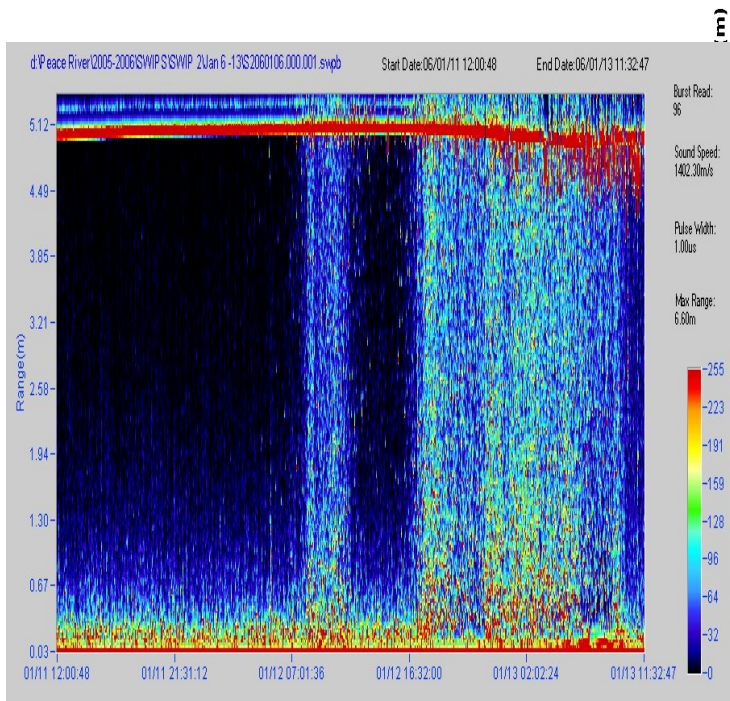 (m)
d:\Peace River\2005-2006\SWIPS\SWIP 2\Jan 6 -13\S2060106.000.001.swpb
Start Date:06/01/11 12:00:48
End Date:06/01/13 11:32:47
Burst Read:
96
Sound Speed:
1402.30m/s
Pulse Width:
1.00us
Max Range:
6.60m
Range(m)
5.12
4.49
3.85
3.21
2.58
1.94
1.30
0.67
0.03
255
223
191
159
128
96
64
32
0
01/11 12:00:48
01/11 21:31:12
01/12 07:01:36
01/12 16:32:00
01/13 02:02:24
01/13 11:32:47